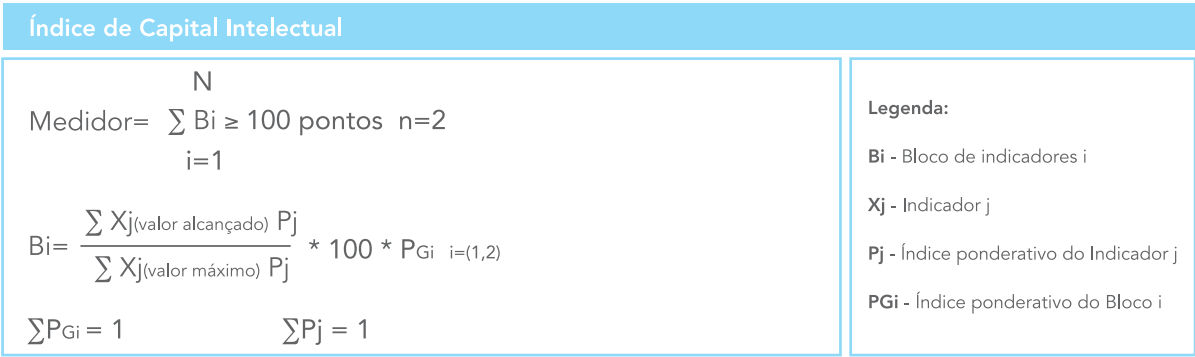 Índice de Capital Intelectual
N
Medidor= ∑ Bi ≥ 100 pontos n=2
i=1
Bi= ∑ Xj(valor alcançado) Pj
∑ Xj(valor máximo) Pj
* 100 * PGi i=(1,2)
∑PGi = 1 ∑Pj = 1
Legenda:
Bi - Bloco de indicadores i
Xj - Indicador j
Pj - Índice ponderativo do Indicador j
PGi - Índice ponderativo do Bloco i